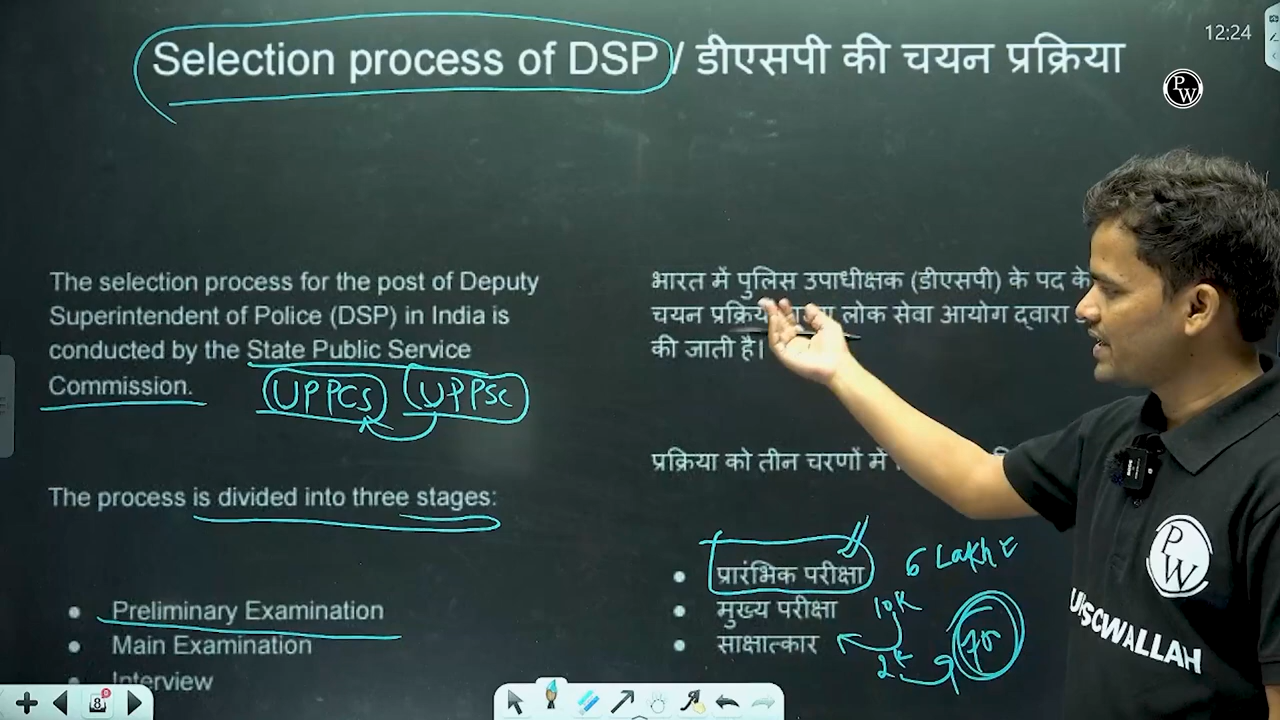 12:24
Selection process of DSP / डीएसपी की चयन प्रक्रिया
PW
The selection process for the post of Deputy
Superintendent of Police (DSP) in India is
conducted by the State Public Service
Commission.
UPPCS UPPSC
The process is divided into three stages:
Preliminary Examination
Main Examination
Interview
भारत में पुलिस उपाधीक्षक (डीएसपी) के पद के
चयन लोक सेवा आयोग द्वारा
की जाती है।
प्रक्रिया को तीन चरणों में
प्रारंभिक परीक्षा
6 Lakh
मुख्य परीक्षा
10K
साक्षात्कार
2K
8
PW